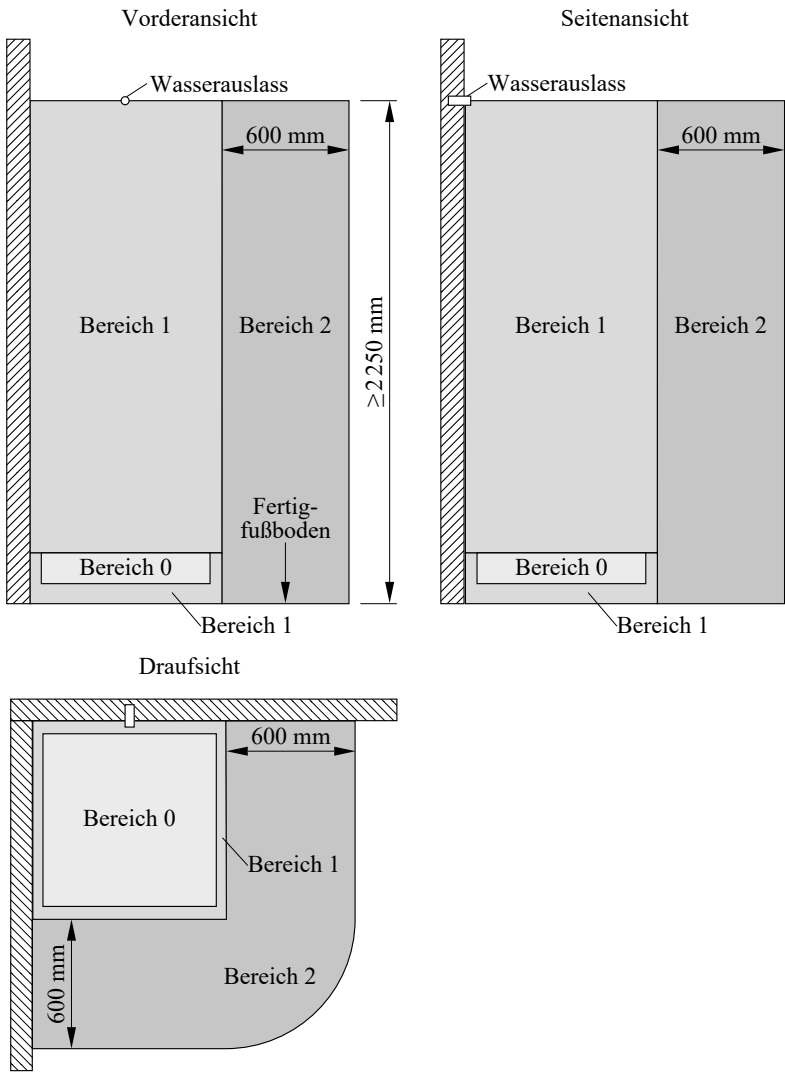 Vorderansicht
Wasserauslass
600 mm
Bereich 1
Bereich 2
≥2250 mm
Fertig-
fußboden
Bereich 0
Bereich 1
Seitenansicht
Wasserauslass
600 mm
Bereich 1
Bereich 2
Bereich 0
Bereich 1
Draufsicht
600 mm
Bereich 0
Bereich 1
Bereich 2
600 mm